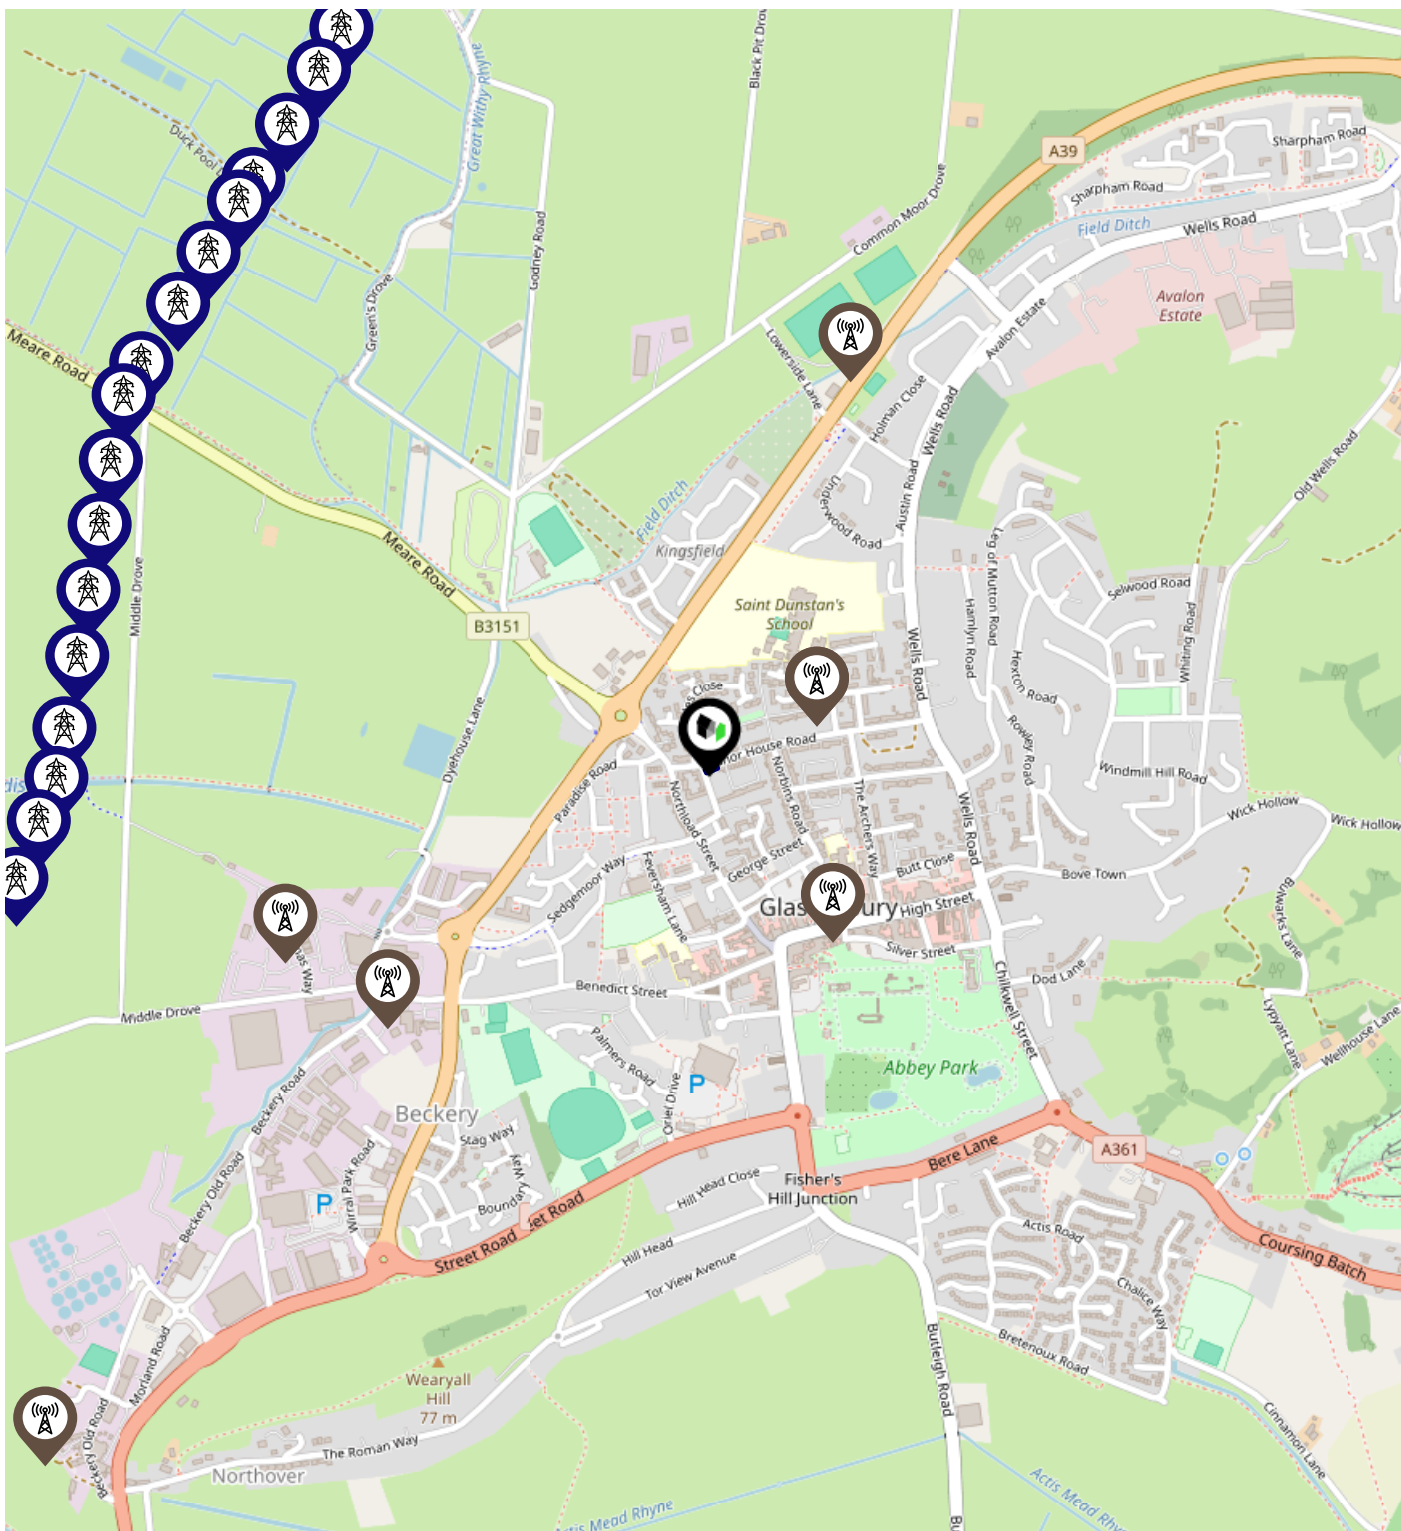 Black Pit Drov
Great Withy Rhyne
Duck Pool
A39
Sharpham Road
Sharpham Road
Field Ditch
Wells Road
Common Moor Drove
Godney Road
Green's Drove
Avalon
Estate
Avalon Estate
Meare Road
Lowerside Lane
Holman Close
Wells Road
Old Wells Road
Austin Road
Underwood Road
Field Ditch
Kingsfield
Meare Road
Middle Drove
Leg of Mutton Road
Selwood Road
Saint Dunstan's
School
Hamlyn Road
Whiting Road
B3151
Wells Road
Hexton Road
Close
Dyehouse Lane
Rowley Road
House Road
Paradise Road
Norbins Road
Windmill Hill Road
The Archers Way
Northload Street
Wells Road
Wick Hollow
Wick Hollow
George Street
Butt Close
Bove Town
Sedgemoor Way
Feversham Lane
Bulwarks Lane
High Street
Silver Street
Dod Lane
Way
Benedict Street
Middle Drove
Chilkwell Street
Lypyatt Lane
Wellhouse Lane
Palmers Road
Abbey Park
P
Oriel Drive
Beckery Road
Beckery
Stag Way
Bere Lane
A361
Wirral Park Road
Beckery Old Road
Boundary Way
Hill Head Close
Fisher's
Hill Junction
P
Street Road
eet Road
Actis Road
Hill Head
Coursing Batch
Tor View Avenue
Chalice Way
Morland Road
Butleigh Road
Bretenoux Road
Wearyall
Hill
77 m
Beckery Old Road
The Roman Way
Cinnamon Lane
Northover
Actis Mead Rhyne
Actis Mead Rhy
Bu